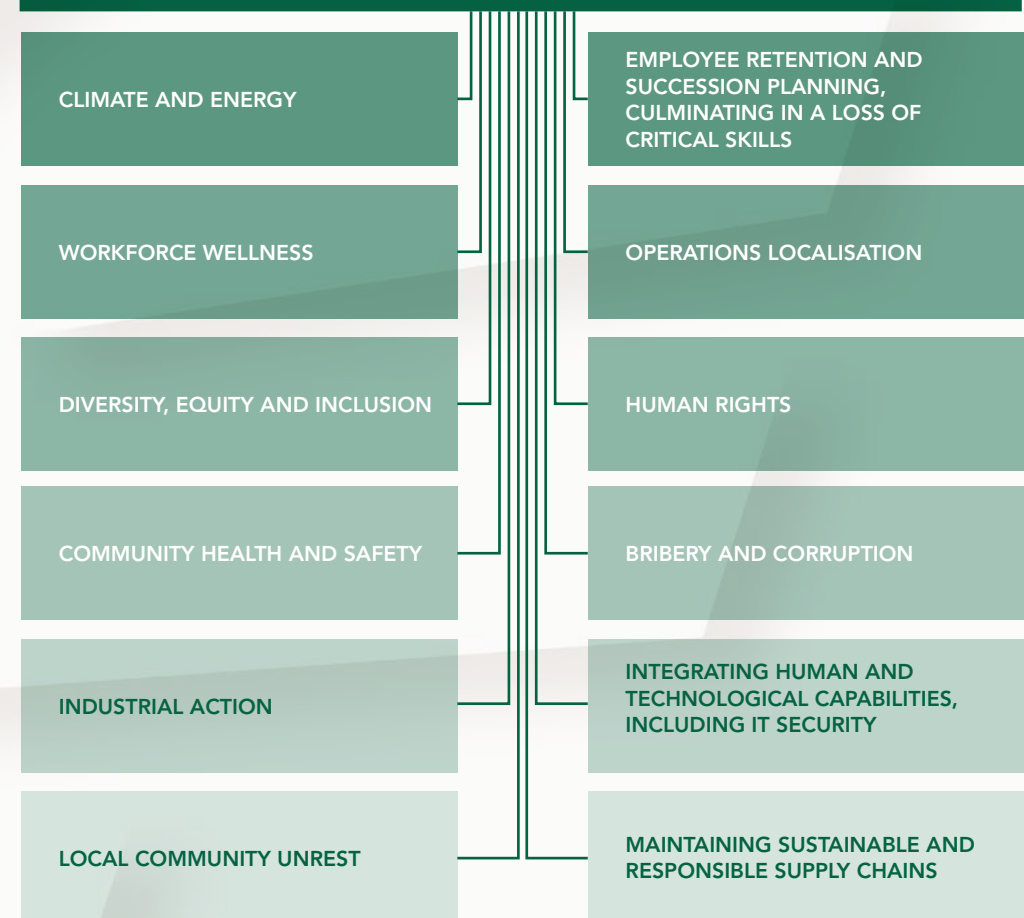 CLIMATE AND ENERGY
EMPLOYEE RETENTION AND
SUCCESSION PLANNING,
CULMINATING IN A LOSS OF
CRITICAL SKILLS
WORKFORCE WELLNESS
OPERATIONS LOCALISATION
DIVERSITY, EQUITY AND INCLUSION
HUMAN RIGHTS
COMMUNITY HEALTH AND SAFETY
BRIBERY AND CORRUPTION
INDUSTRIAL ACTION
INTEGRATING HUMAN AND
TECHNOLOGICAL CAPABILITIES,
INCLUDING IT SECURITY
LOCAL COMMUNITY UNREST
MAINTAINING SUSTAINABLE AND
RESPONSIBLE SUPPLY CHAINS